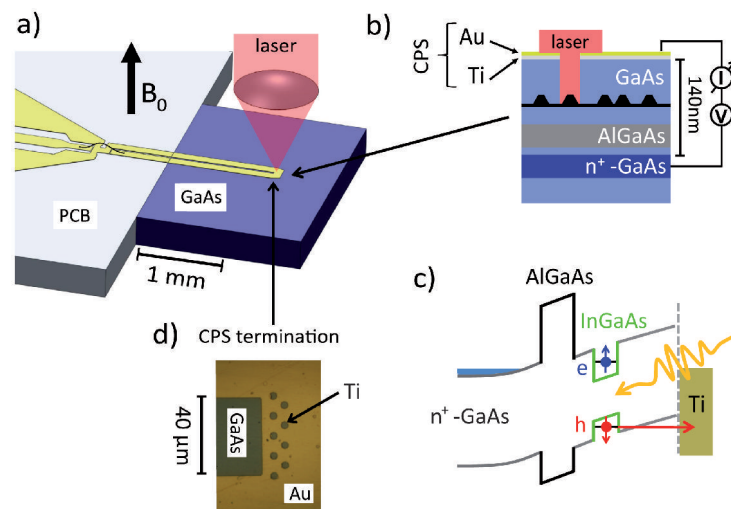 a)
laser
B0
PCB
GaAs
1 mm
CPS termination
b)
CPS
Au
Ti
laser
GaAs
AlGaAs
n+ -GaAs
140nm
I
V
c)
AlGaAs
InGaAs
e
n+ -GaAs
h
Ti
d)
40 µm
GaAs
Ti
Au